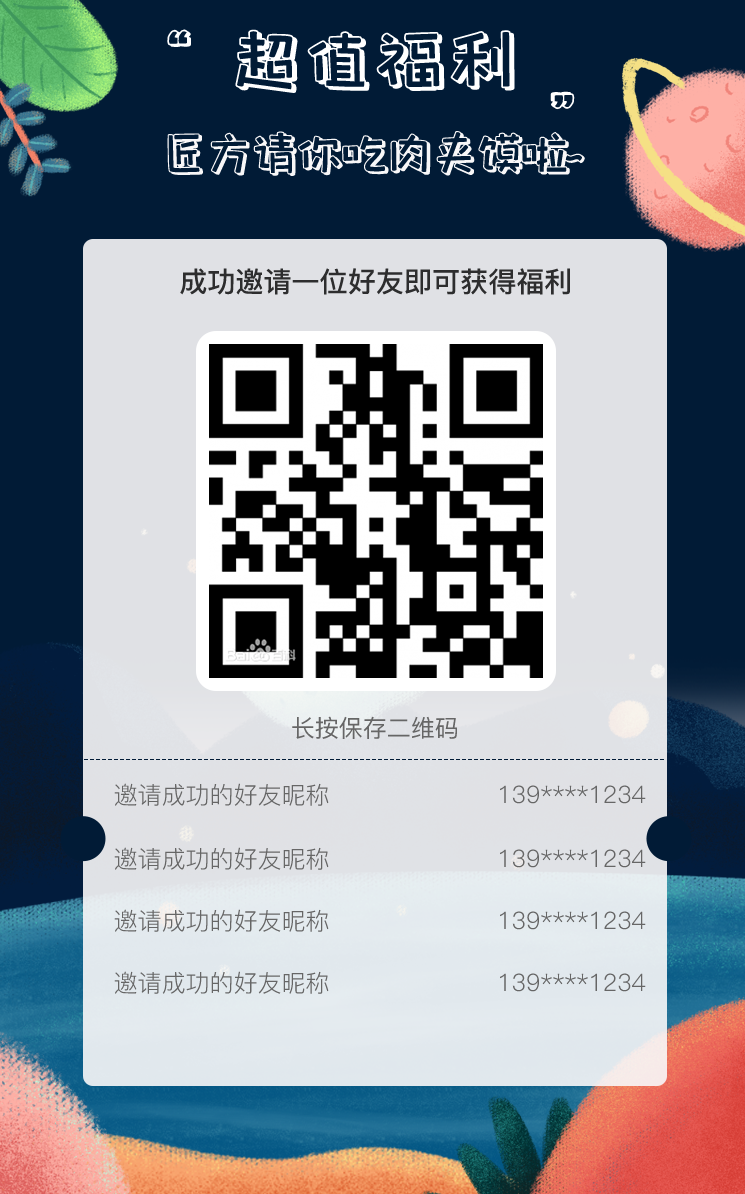 “ 超值福利 ”
匠方请你吃肉夹馍啦~
成功邀请一位好友即可获得福利
Bai百科
长按保存二维码
邀请成功的好友昵称 139****1234
邀请成功的好友昵称 139****1234
邀请成功的好友昵称 139****1234
邀请成功的好友昵称 139****1234